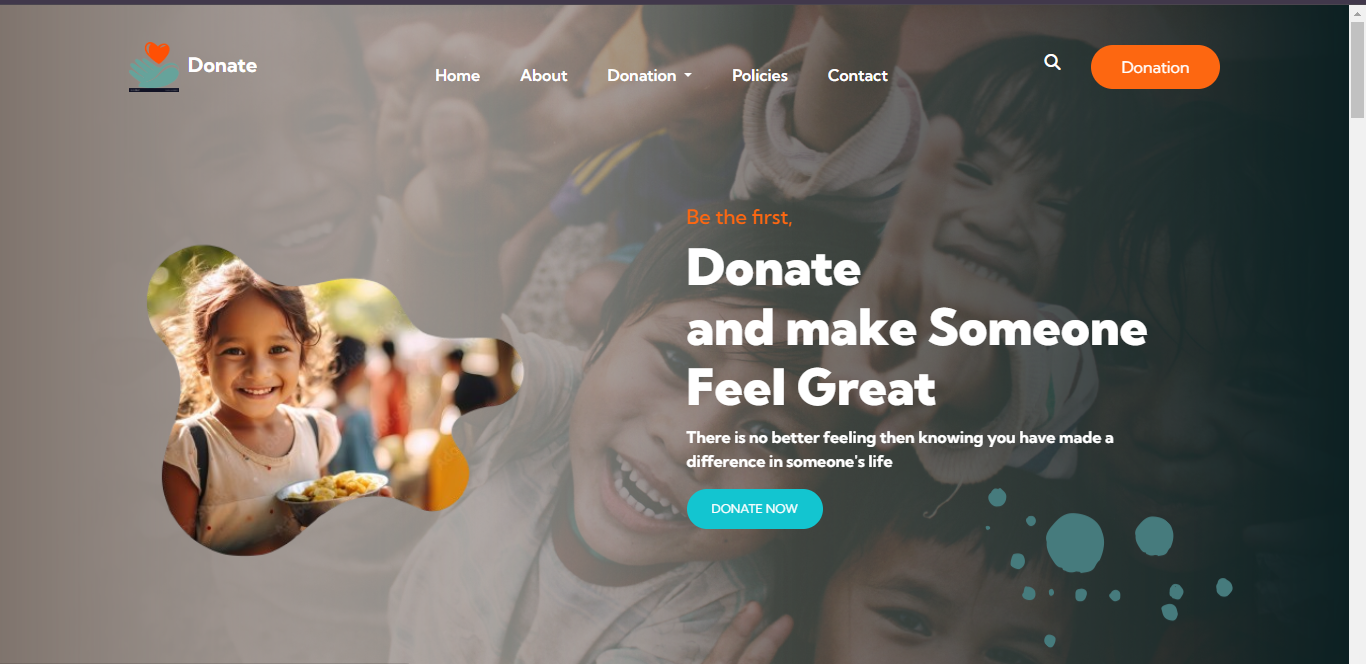 Donate
Home About Donation Policies Contact
Donation
Be the first,
Donate
and make Someone
Feel Great
There is no better feeling then knowing you have made a
difference in someone's life
DONATE NOW